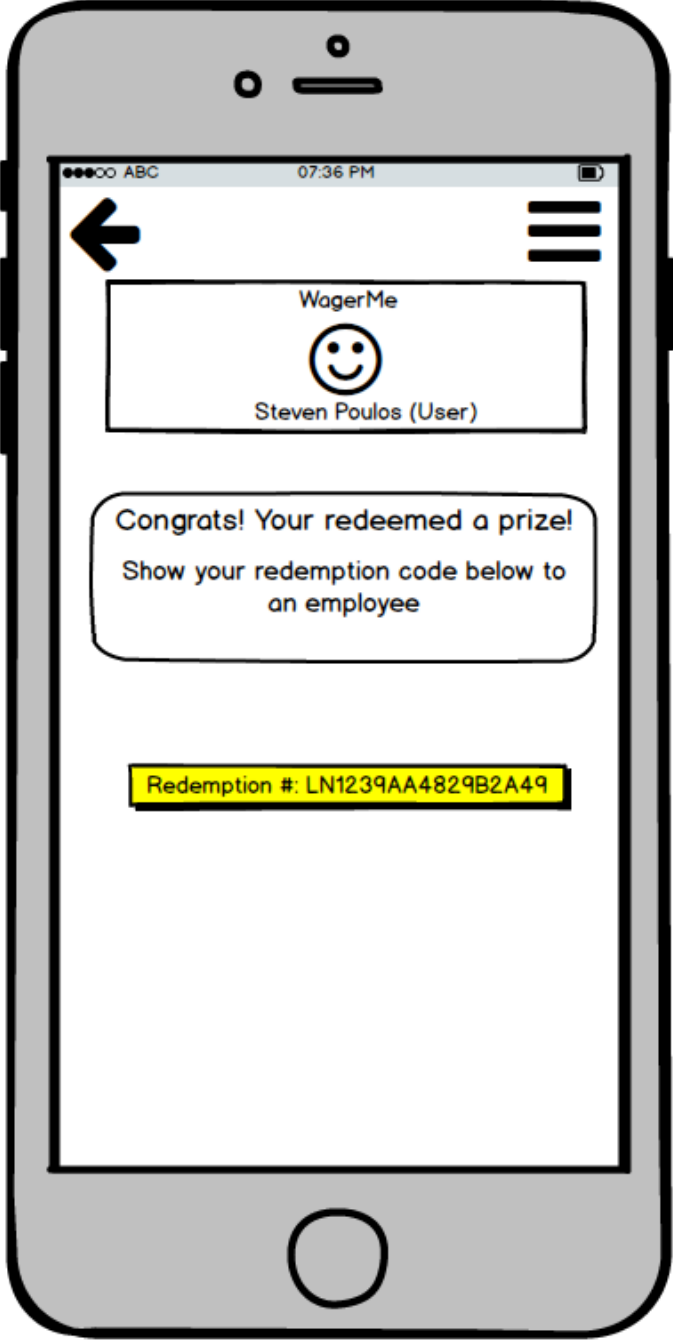 ABC 07:36 PM
WagerMe
Steven Poulos (User)
Congrats! Your redeemed a prize!
Show your redemption code below to
an employee
Redemption #: LN1239AA4829B2A49